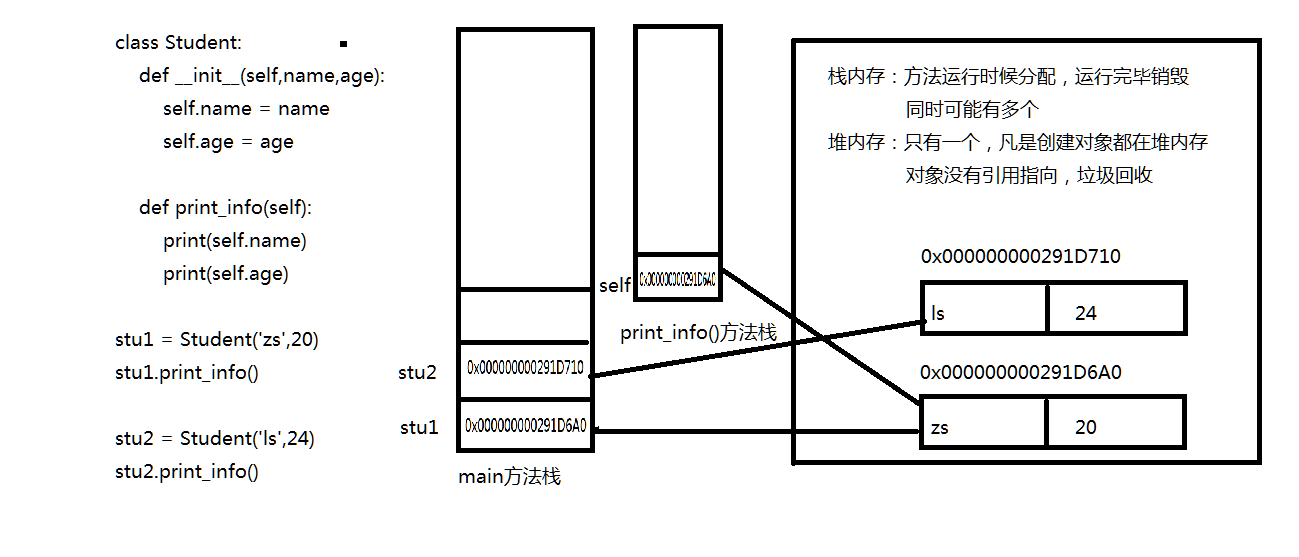 class Student:
def __init__(self,name,age):
self.name = name
self.age = age
def print_info(self):
print(self.name)
print(self.age)
stu1 = Student('zs',20)
stu1.print_info()
stu2 = Student('ls',24)
stu2.print_info()
stu2
0x000000000291D710
stu1
0x000000000291D6A0
main方法栈
self
0x000000000291D6A0
print_info()方法栈
栈内存：方法运行时候分配，运行完毕销毁
同时可能有多个
堆内存：只有一个，凡是创建对象都在堆内存
对象没有引用指向，垃圾回收
0x000000000291D710
ls
24
0x000000000291D6A0
zs
20